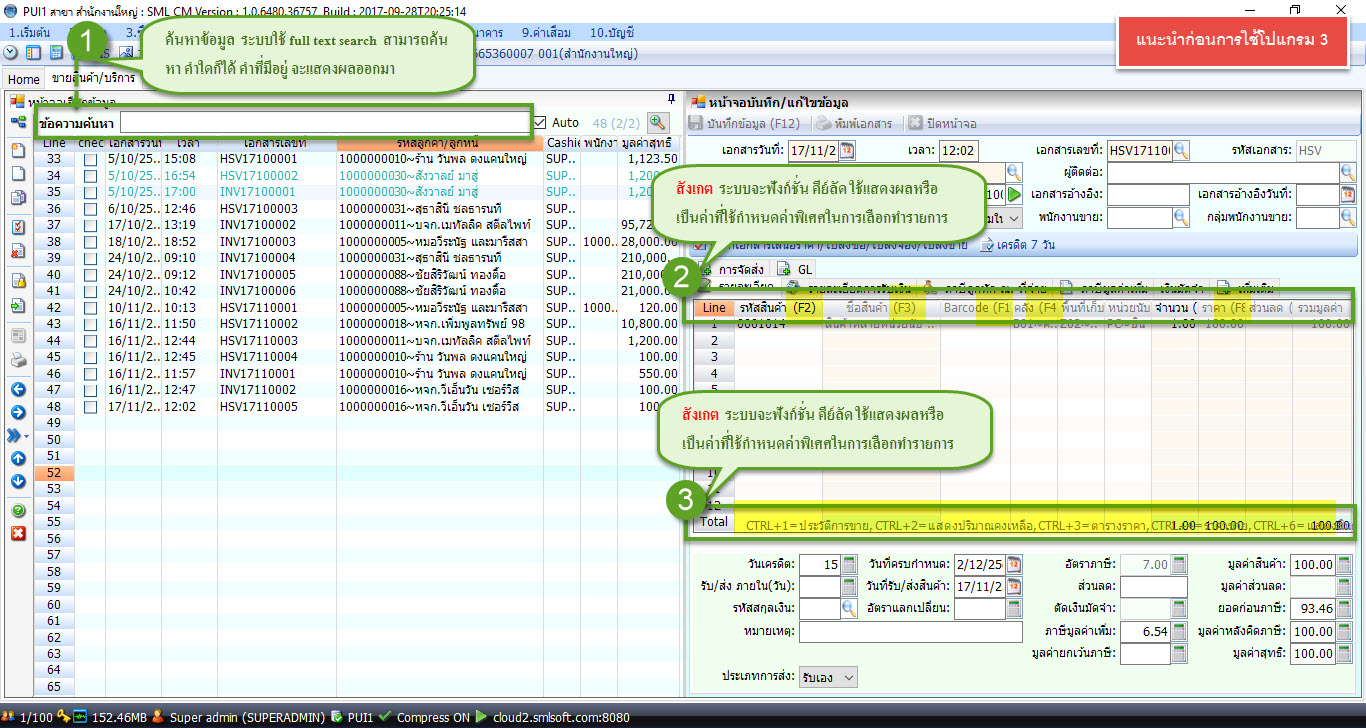 PUI1 สาขา สำนักงานใหญ่ : SML CM Version : 1.0.6480.36757 Build : 2017-09-28T20:25:14
1.เริ่มต้น 9.ค่าเสื่อม 10.บัญชี
001(สำนักงานใหญ่)
แนะนำก่อนการใช้โปแกรม 3
1
ค้นหาข้อมูล ระบบใช้ full text search สามารถค้น
หา คำใดก็ได้ คำที่มีอยู่ จะแสดงผลออกมา
Home ขายสินค้า/บริการ
ข้อความค้นหา Auto 48 (2/2)
Line chec เอกสารวันที่ เวลา เอกสารเลขที่ รหัสลูกค้า/ลูกหนี้ Cashie พนักงา มูลค่าสุทธิ
33 5/10/25... 15:08 HSV17100001 1000000010~ร้าน วันพล ดงแคนใหญ่ SUP.. 1,123.50
34 5/10/25... 16:54 HSV17100002 1000000030~สังวาลย์ มาสู่ SUP.. 1,200
35 5/10/25... 17:00 INV17100001 1000000030~สังวาลย์ มาสู่ SUP.. 1,200
36 6/10/25... 12:46 HSV17100003 1000000031~สุธาสินี ชลธารนที SUP..
37 17/10/2... 13:19 INV17100002 1000000011~บจก.เมทัลลิค สตีลไพท์ SUP.. 95,72
38 18/10/2... 18:52 INV17100003 1000000005~หมอวีระนัฐ และมารีสสา SUP.. 1000... 28,000.00
39 24/10/2... 09:10 INV17100004 1000000031~สุธาสินี ชลธารนที SUP.. 210,000
40 24/10/2... 09:12 INV17100005 1000000088~ชัยสิริวัฒน์ ทองตื้อ SUP.. 210,000
41 24/10/2... 10:42 INV17100006 1000000088~ชัยสิริวัฒน์ ทองตื้อ SUP.. 21,000
42 10/11/2... 10:13 HSV17110001 1000000005~หมอวีระนัฐ และมารีสสา SUP.. 1000... 120.00
43 16/11/2... 11:50 HSV17110002 1000000018~หจก.เพิ่มพูลทรัพย์ 98 SUP.. 10,800.00
44 16/11/2... 12:44 HSV17110003 1000000011~บจก.เมทัลลิค สตีลไพท์ SUP.. 1,200.00
45 16/11/2... 12:45 HSV17110004 1000000010~ร้าน วันพล ดงแคนใหญ่ SUP.. 100.00
46 16/11/2... 11:57 INV17110001 1000000010~ร้าน วันพล ดงแคนใหญ่ SUP.. 550.00
47 16/11/2... 12:47 INV17110002 1000000016~หจก.วีเอ็นวัน เซอร์วิส SUP.. 100.00
48 17/11/2... 12:02 HSV17110005 1000000016~หจก.วีเอ็นวัน เซอร์วิส SUP.. 100
49
50
51
52
53
54
55
56
57
58
59
60
61
62
63
64
65
หน้าจอบันทึก/แก้ไขข้อมูล
บันทึกข้อมูล (F12) พิมพ์เอกสาร ปิดหน้าจอ
เอกสารวันที่: 17/11/2 เวลา: 12:02 เอกสารเลขที่: HSV1711 รหัสเอกสาร: HSV
ผู้ติดต่อ:
เอกสารอ้างอิง: เอกสารอ้างอิงวันที่:
พนักงานขาย: กลุ่มพนักงานขาย:
เครดิต 7 วัน
2
สังเกต ระบบจะฟังก์ชั่น คีย์ลัด ใช้แสดงผลหรือ
เป็นค่าที่ใช้กำหนดค่าพิเศศในการเลือกทำรายการ
การจัดส่ง GL
Line รหัสสินค้า (F2) ชื่อสินค้า (F3) Barcode (F1 คลัง (F4 พื้นที่เก็บ หน่วยนับ จำนวน ( ราคา (F8 ส่วนลด ( รวมมูลค่า
1
2
3
4
3
สังเกต ระบบจะฟังก์ชั่น คีย์ลัด ใช้แสดงผลหรือ
เป็นค่าที่ใช้กำหนดค่าพิเศศในการเลือกทำรายการ
12
Total CTRL+1=ประวัติการขาย, CTRL+2=แสดงปริมาณคงเหลือ, CTRL+3=ตารางราคา, 1.00 100.00 CTRL+6= 100.00
วันเครดิต: 15 วันที่ครบกำหนด: 2/12/25 อัตราภาษี: 7.00 มูลค่าสินค้า: 100.00
รับ/ส่ง ภายใน(วัน): วันที่รับ/ส่งสินค้า: 17/11/2 ส่วนลด: มูลค่าส่วนลด:
รหัสสกุลเงิน: อัตราแลกเปลี่ยน: ตัดเงินมัดจำ: ยอดก่อนภาษี: 93.46
หมายเหตุ: ภาษีมูลค่าเพิ่ม: 6.54 มูลค่าหลังคิดภาษี: 100.00
มูลค่ายกเว้นภาษี: มูลค่าสุทธิ: 100.00
ประเภทการส่ง: รับเอง
1/100 152.46MB Super admin (SUPERADMIN) PUI1 Compress ON cloud2.smlsoft.com:8080